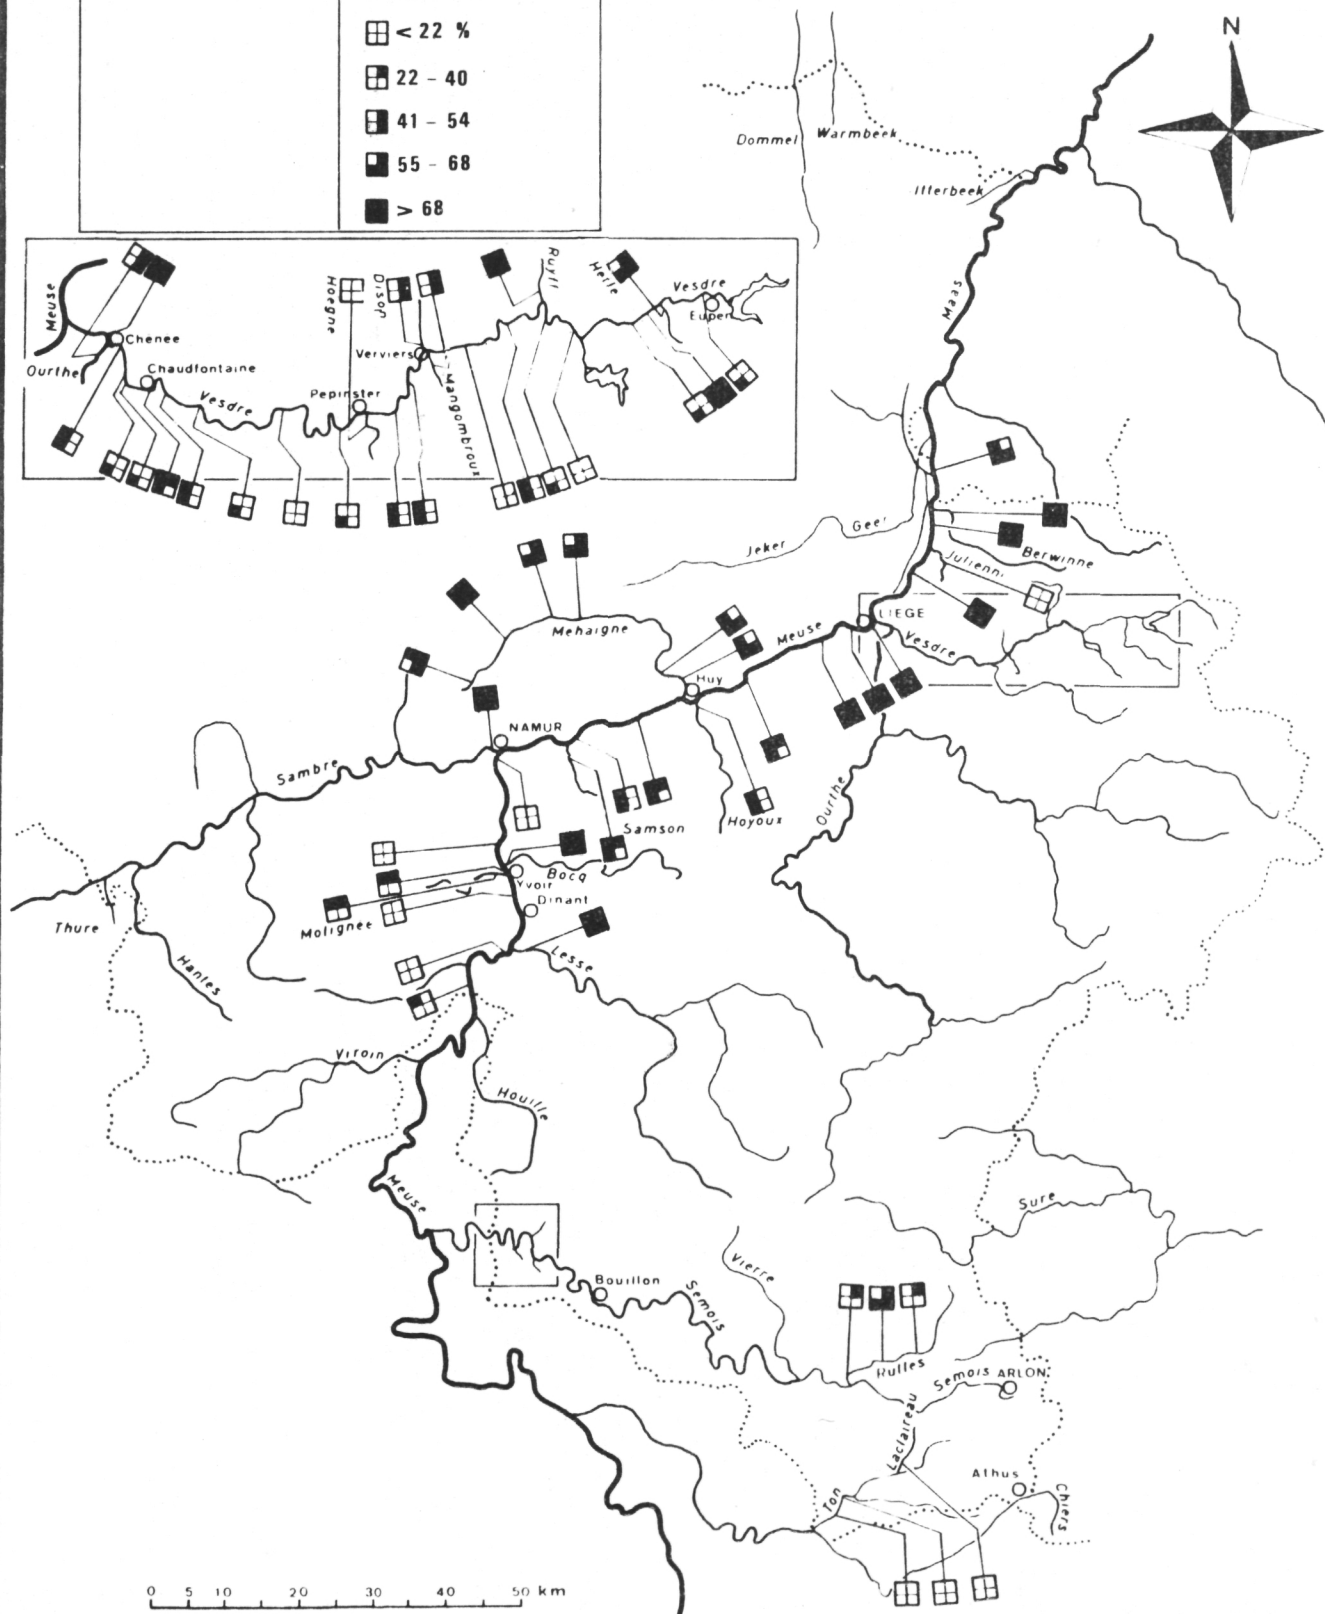 < 22 %
22 - 40
41 - 54
55 - 68
> 68
N
Dommel
Warmbeek
Itterbeek
Maas
Meuse
Ourthe
Chenee
Chaudfontaine
Vesdre
Pepinster
Hoegne
Dison
Verviers
Mangombroux
Ruyff
Helle
Vesdre
Eupen
Geer
Jeker
Berwinne
Julienne
LIEGE
Vesdre
Meuse
Mehaigne
Huy
NAMUR
Sambre
Samson
Hoyoux
Ourthe
Bocq
Yvoir
Dinant
Molignee
Thure
Hantes
Lesse
Viroin
Houille
Meuse
Sure
Vierre
Bouillon
Semois
Rulles
Semois
ARLON
Laclaireau
Ton
Athus
Chiers
0 5 10 20 30 40 50 km